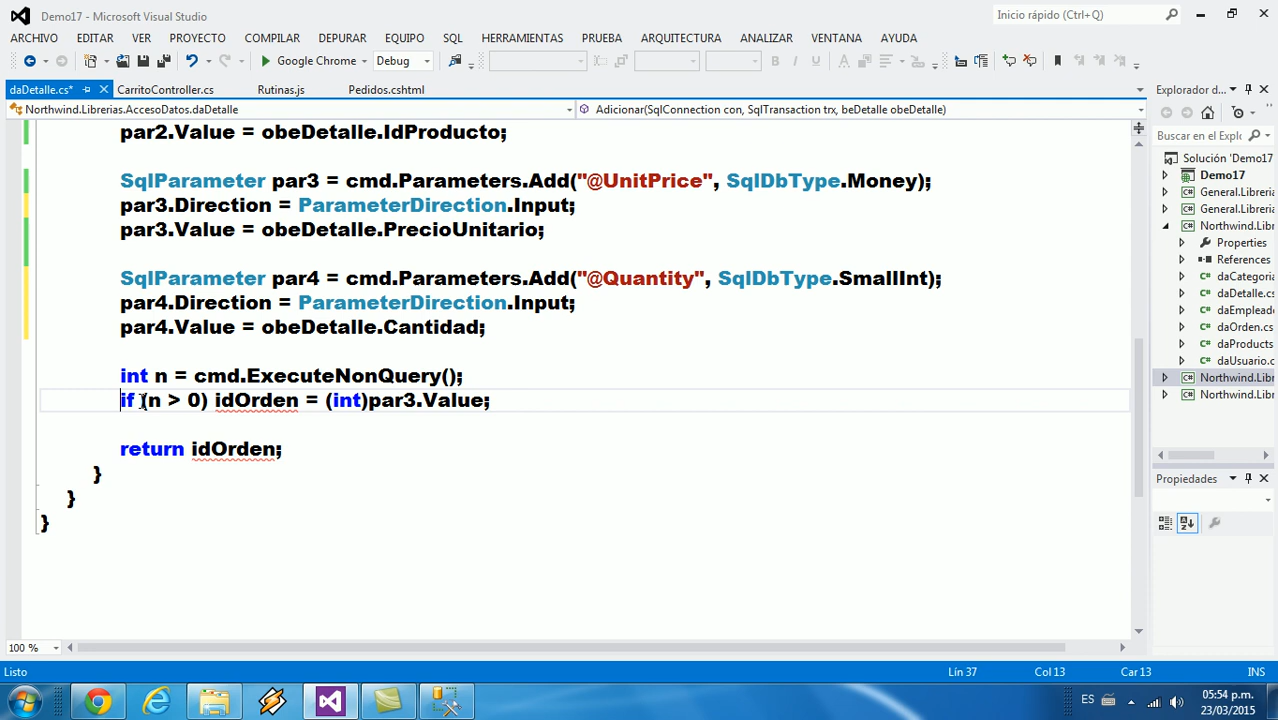 Demo17 - Microsoft Visual Studio
Inicio rápido (Ctrl+Q)
ARCHIVO EDITAR VER PROYECTO COMPILAR DEPURAR EQUIPO SQL HERRAMIENTAS PRUEBA ARQUITECTURA ANALIZAR VENTANA AYUDA
Google Chrome Debug
daDetalle.cs* CarritoController.cs Rutinas.js Pedidos.cshtml
Explorador d
Northwind.Librerias.AccesoDatos.daDetalle
Adicionar(SqlConnection con, SqlTransaction trx, beDetalle obeDetalle)
par2.Value = obeDetalle.IdProducto;
SqlParameter par3 = cmd.Parameters.Add("@UnitPrice", SqlDbType.Money);
par3.Direction = ParameterDirection.Input;
par3.Value = obeDetalle.PrecioUnitario;
SqlParameter par4 = cmd.Parameters.Add("@Quantity", SqlDbType.SmallInt);
par4.Direction = ParameterDirection.Input;
par4.Value = obeDetalle.Cantidad;
int n = cmd.ExecuteNonQuery();
if (n > 0) idOrden = (int)par3.Value;
return idOrden;
}
}
}
Buscar en el Explo
Solución 'Demo17'
Demo17
General.Libreria
General.Libreria
Northwind.Libr
Properties
References
daCategoria
daDetalle.cs
daEmpleado
daOrden.cs
daProducts
daUsuario.c
Northwind.Libr
Northwind.Libr
Propiedades
100 %
Listo
Lín 37 Col 13 Car 13 INS
ES
05:54 p.m.
23/03/2015